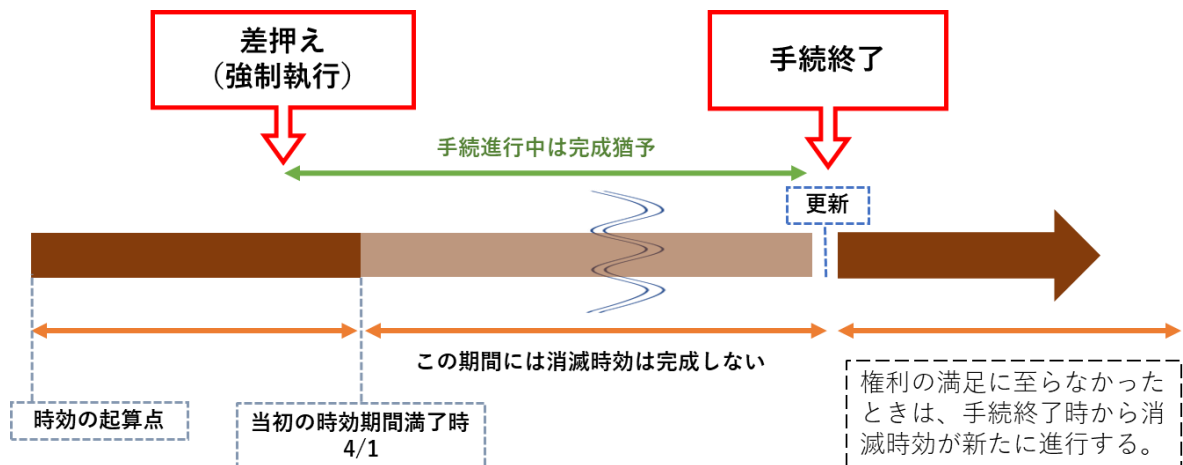 差押え
（強制執行）
手続終了
手続進行中は完成猶予
更新
この期間には消滅時効は完成しない
時効の起算点
当初の時効期間満了時
4/1
権利の満足に至らなかった
ときは、手続終了時から消
滅時効が新たに進行する。